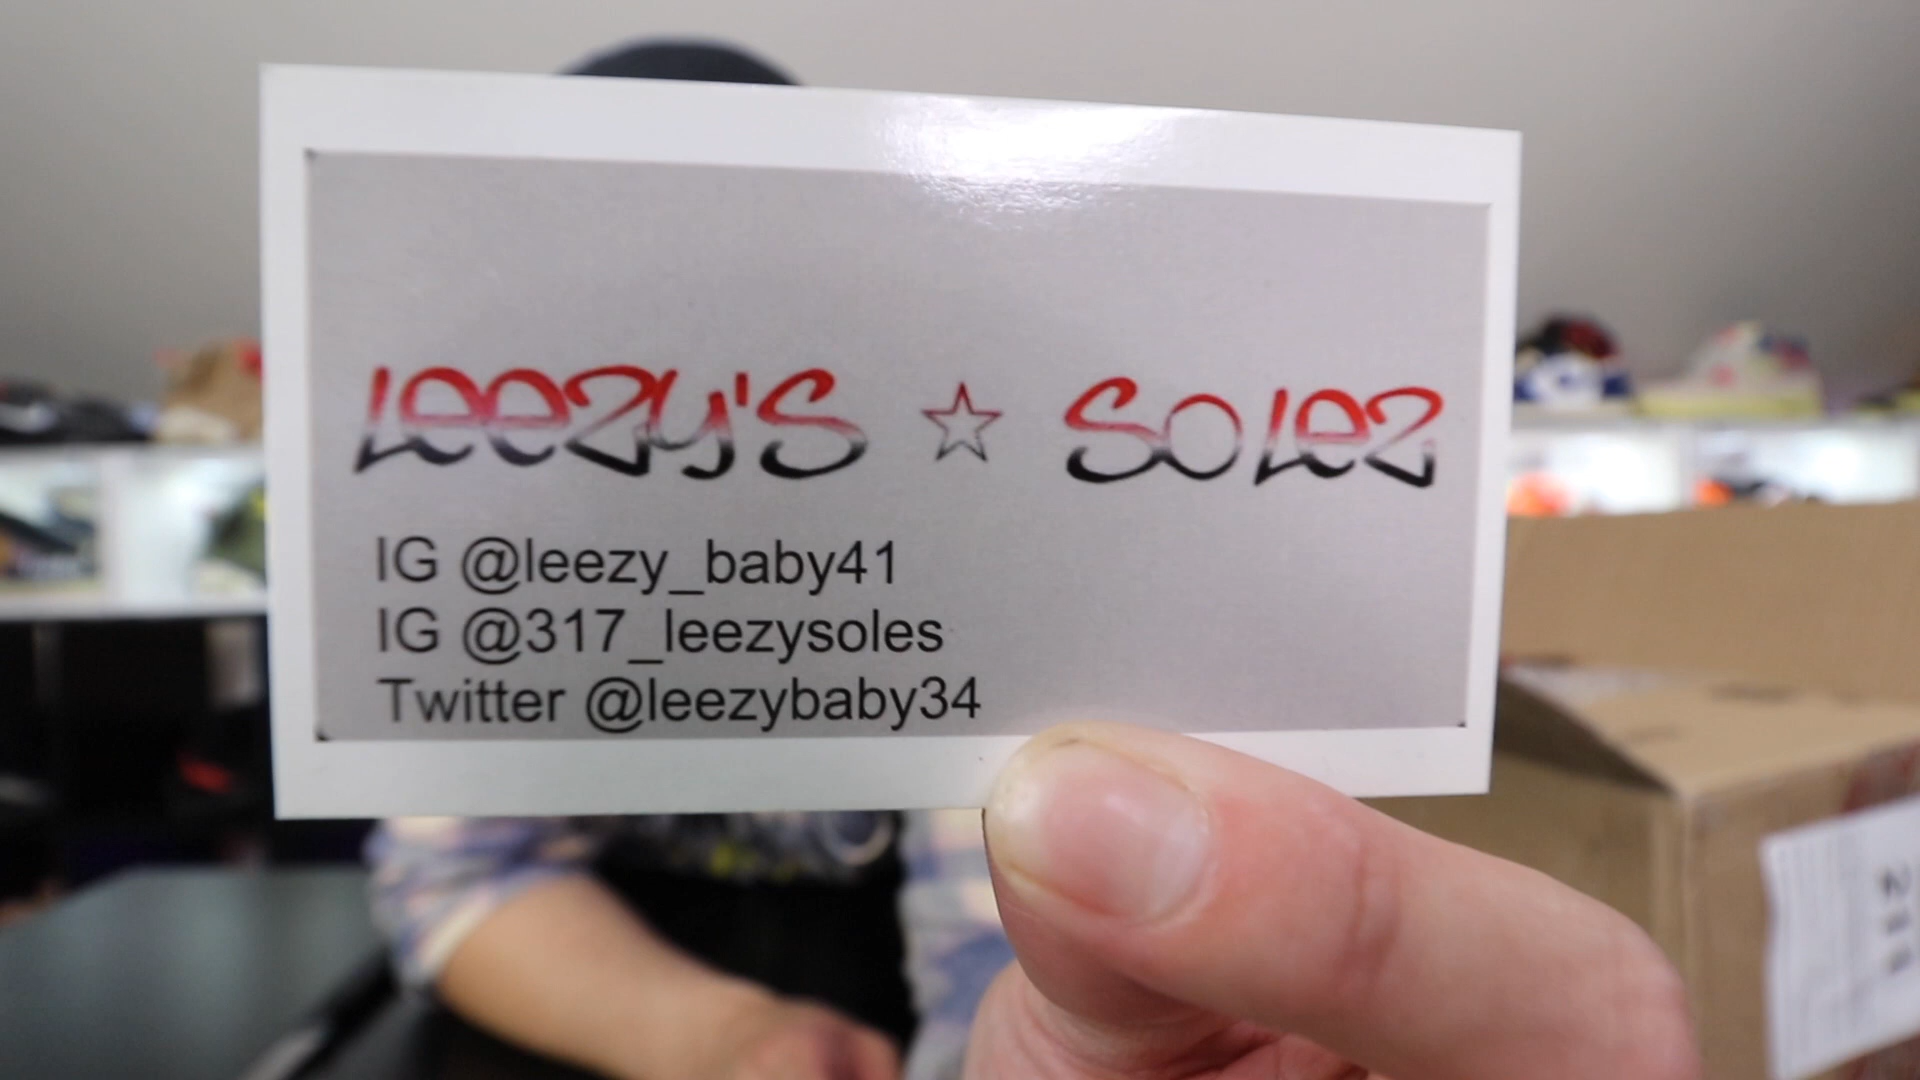 Leezy's ☆ Solez
IG @leezy_baby41
IG @317_leezysoles
Twitter @leezybaby34